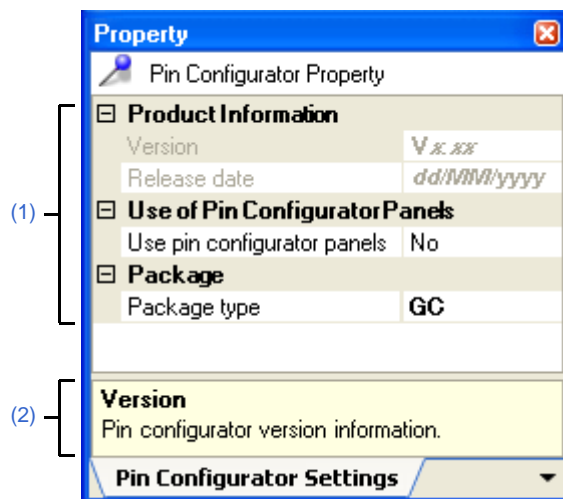 Property
Pin Configurator Property
(1)
Product Information
Version V x.xx
Release date dd/MM/yyyy
Use of Pin Configurator Panels
Use pin configurator panels No
Package
Package type GC
(2)
Version
Pin configurator version information.
Pin Configurator Settings